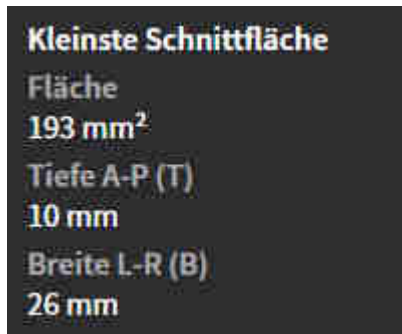 Kleinste Schnittfläche
Fläche
193 mm²
Tiefe A-P (T)
10 mm
Breite L-R (B)
26 mm